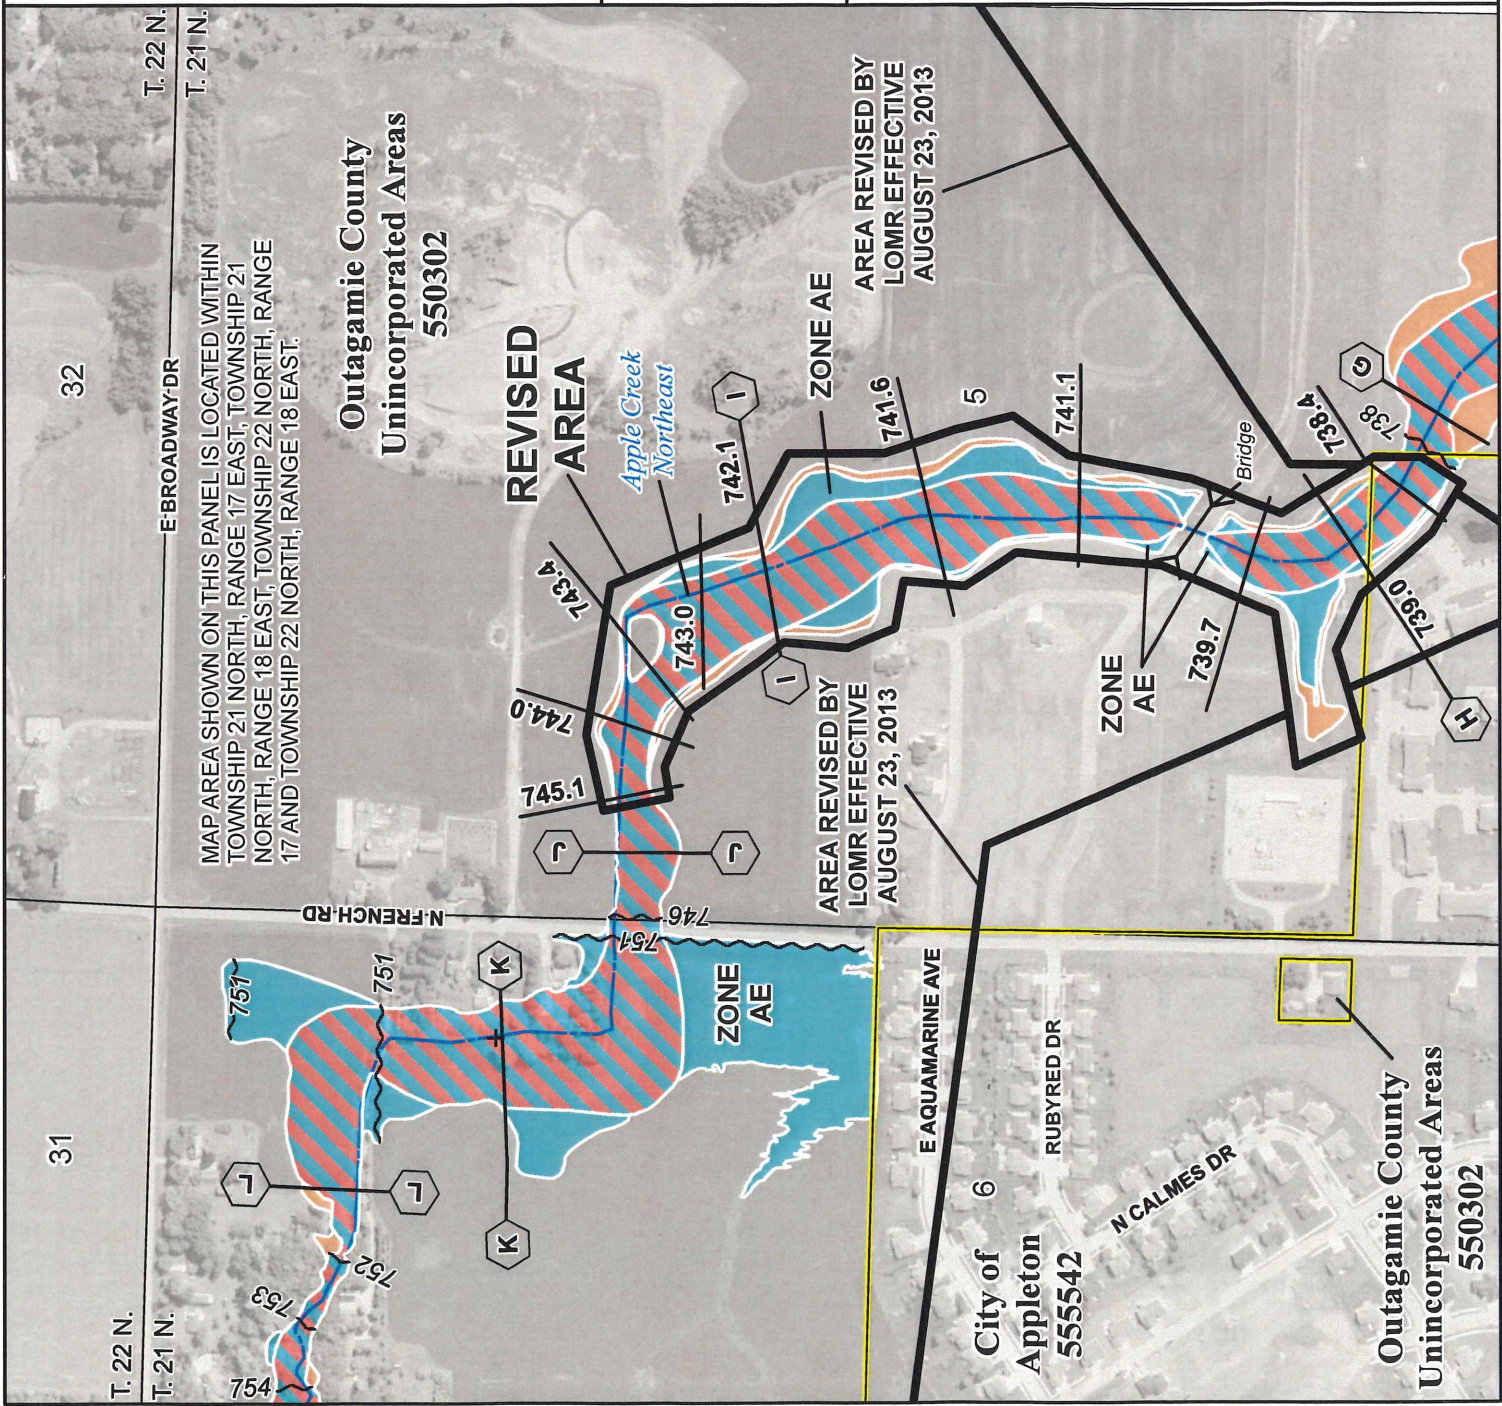 T. 22 N.
T. 21 N.
32
E BROADWAY DR
MAP AREA SHOWN ON THIS PANEL IS LOCATED WITHIN
TOWNSHIP 21 NORTH, RANGE 17 EAST, TOWNSHIP 21
NORTH, RANGE 18 EAST, TOWNSHIP 22 NORTH, RANGE
17 AND TOWNSHIP 22 NORTH, RANGE 18 EAST.
Outagamie County
Unincorporated Areas
550302
REVISED
AREA
Apple Creek
Northeast
742.1
I
ZONE AE
AREA REVISED BY
LOMR EFFECTIVE
AUGUST 23, 2013
741.6
5
741.1
Bridge
738.4
738
G
745.1
744.0
743.4
743.0
I
J
J
AREA REVISED BY
LOMR EFFECTIVE
AUGUST 23, 2013
ZONE
AE
739.7
739.0
H
N FRENCH RD
746
751
751
751
K
K
ZONE
AE
L
L
31
752
753
754
T. 22 N.
T. 21 N.
E AQUAMARINE AVE
RUBYRED DR
N CALMES DR
6
City of
Appleton
555542
Outagamie County
Unincorporated Areas
550302